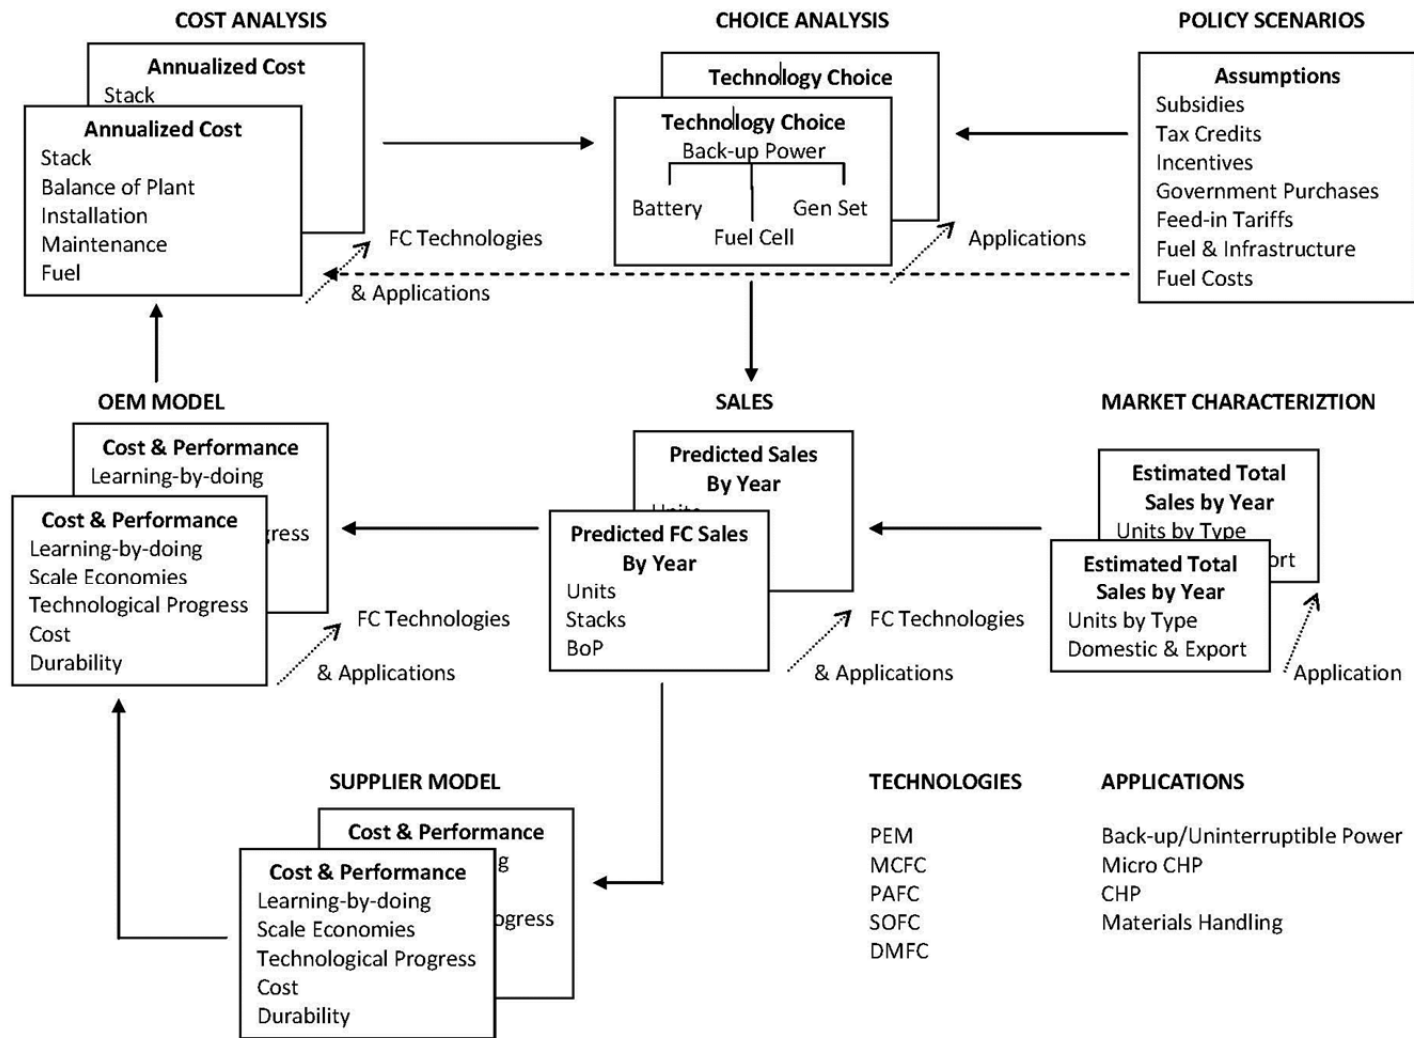 COST ANALYSIS
Annualized Cost
Stack
Annualized Cost
Stack
Balance of Plant
Installation
Maintenance
Fuel
FC Technologies
& Applications
CHOICE ANALYSIS
Technology Choice
Technology Choice
Back-up Power
Battery
Gen Set
Fuel Cell
Applications
POLICY SCENARIOS
Assumptions
Subsidies
Tax Credits
Incentives
Government Purchases
Feed-in Tariffs
Fuel & Infrastructure
Fuel Costs
OEM MODEL
Cost & Performance
Learning-by-doing
gress
Cost & Performance
Learning-by-doing
Scale Economies
Technological Progress
Cost
Durability
FC Technologies
& Applications
SALES
Predicted Sales
By Year
Predicted FC Sales
By Year
Units
Stacks
BoP
FC Technologies
& Applications
MARKET CHARACTERIZTION
Estimated Total
Sales by Year
Units by Type
ort
Estimated Total
Sales by Year
Units by Type
Domestic & Export
Application
SUPPLIER MODEL
Cost & Performance
g
ogress
Cost & Performance
Learning-by-doing
Scale Economies
Technological Progress
Cost
Durability
TECHNOLOGIES
PEM
MCFC
PAFC
SOFC
DMFC
APPLICATIONS
Back-up/Uninterruptible Power
Micro CHP
CHP
Materials Handling